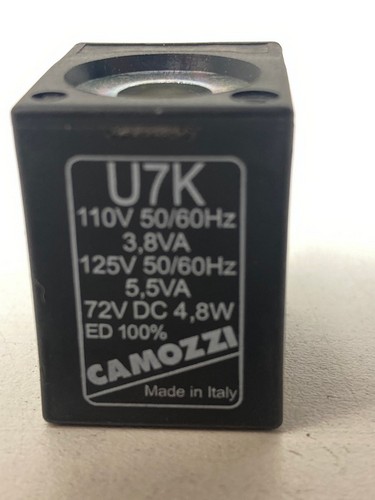 U7K
110V 50/60Hz
3,8VA
125V 50/60Hz
5,5VA
72V DC 4,8W
ED 100%
CAMOZZI
Made in Italy